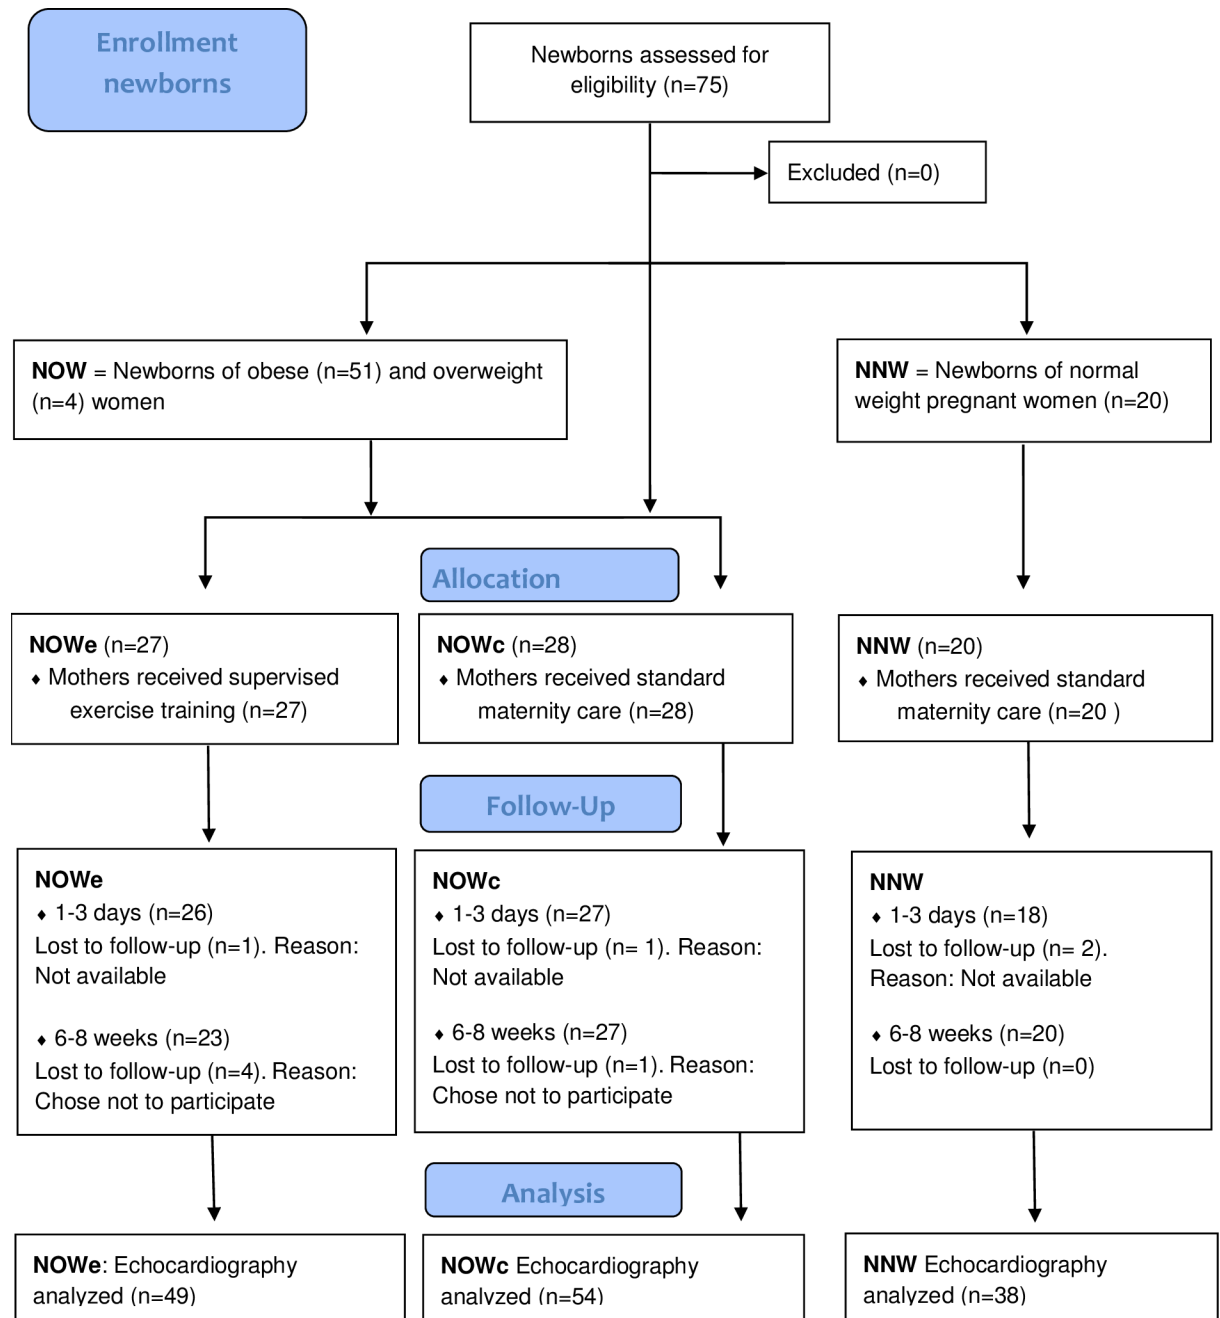 Enrollment
newborns
Newborns assessed for
eligibility (n=75)
Excluded (n=0)
NOW = Newborns of obese (n=51) and overweight
(n=4) women
NNW = Newborns of normal
weight pregnant women (n=20)
Allocation
NOWe (n=27)
♦ Mothers received supervised
exercise training (n=27)
NOWc (n=28)
♦ Mothers received standard
maternity care (n=28)
NNW (n=20)
♦ Mothers received standard
maternity care (n=20 )
Follow-Up
NOWe
♦ 1-3 days (n=26)
Lost to follow-up (n=1). Reason:
Not available
♦ 6-8 weeks (n=23)
Lost to follow-up (n=4). Reason:
Chose not to participate
NOWc
♦ 1-3 days (n=27)
Lost to follow-up (n= 1). Reason:
Not available
♦ 6-8 weeks (n=27)
Lost to follow-up (n=1). Reason:
Chose not to participate
NNW
♦ 1-3 days (n=18)
Lost to follow-up (n= 2).
Reason: Not available
♦ 6-8 weeks (n=20)
Lost to follow-up (n=0)
Analysis
NOWe: Echocardiography
analyzed (n=49)
NOWc Echocardiography
analyzed (n=54)
NNW Echocardiography
analyzed (n=38)